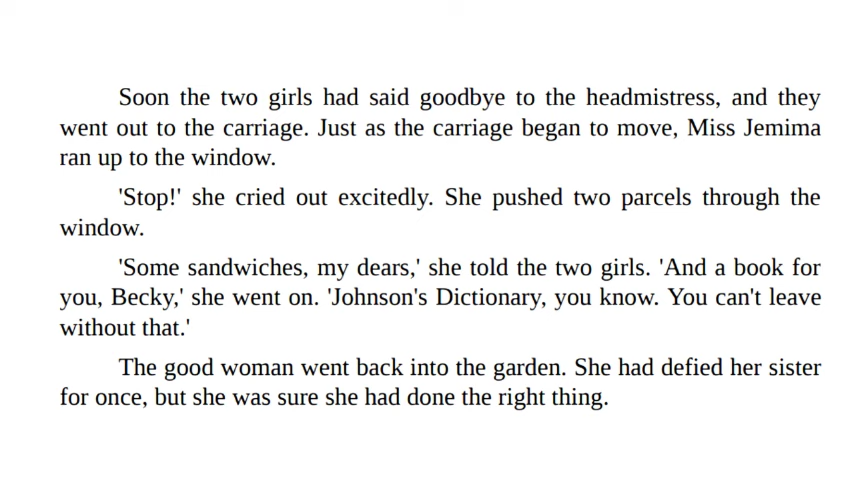 Soon the two girls had said goodbye to the headmistress, and they
went out to the carriage. Just as the carriage began to move, Miss Jemima
ran up to the window.
'Stop!' she cried out excitedly. She pushed two parcels through the
window.
'Some sandwiches, my dears,' she told the two girls. 'And a book for
you, Becky,' she went on. 'Johnson's Dictionary, you know. You can't leave
without that.'
The good woman went back into the garden. She had defied her sister
for once, but she was sure she had done the right thing.